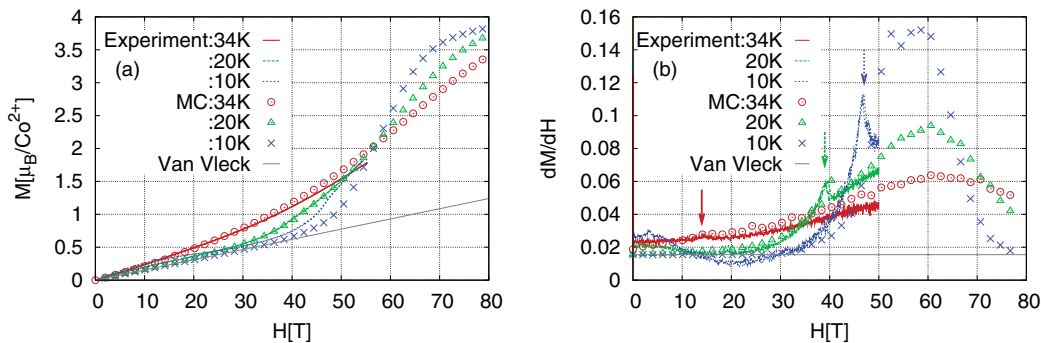 4
3.5
3
2.5
2
1.5
1
0.5
0
M[μB/Co2+]
Experiment:34K
:20K
:10K
MC:34K
:20K
:10K
Van Vleck
(a)
0 10 20 30 40 50 60 70 80
H[T]
0.16
0.14
0.12
0.1
0.08
0.06
0.04
0.02
0
dM/dH
Experiment:34K
20K
10K
MC:34K
20K
10K
Van Vleck
(b)
0 10 20 30 40 50 60 70 80
H[T]